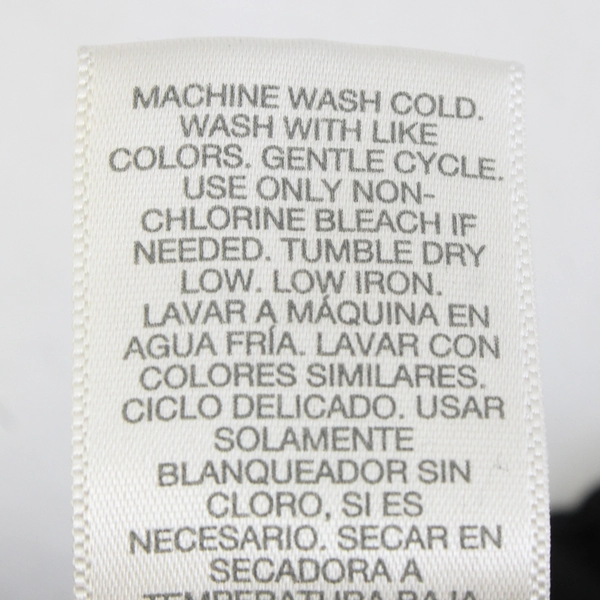 MACHINE WASH COLD.
WASH WITH LIKE
COLORS. GENTLE CYCLE.
USE ONLY NON-
CHLORINE BLEACH IF
NEEDED. TUMBLE DRY
LOW. LOW IRON.
LAVAR A MÁQUINA EN
AGUA FRÍA. LAVAR CON
COLORES SIMILARES.
CICLO DELICADO. USAR
SOLAMENTE
BLANQUEADOR SIN
CLORO, SI ES
NECESARIO. SECAR EN
SECADORA A
TEMPERATURA BAJA